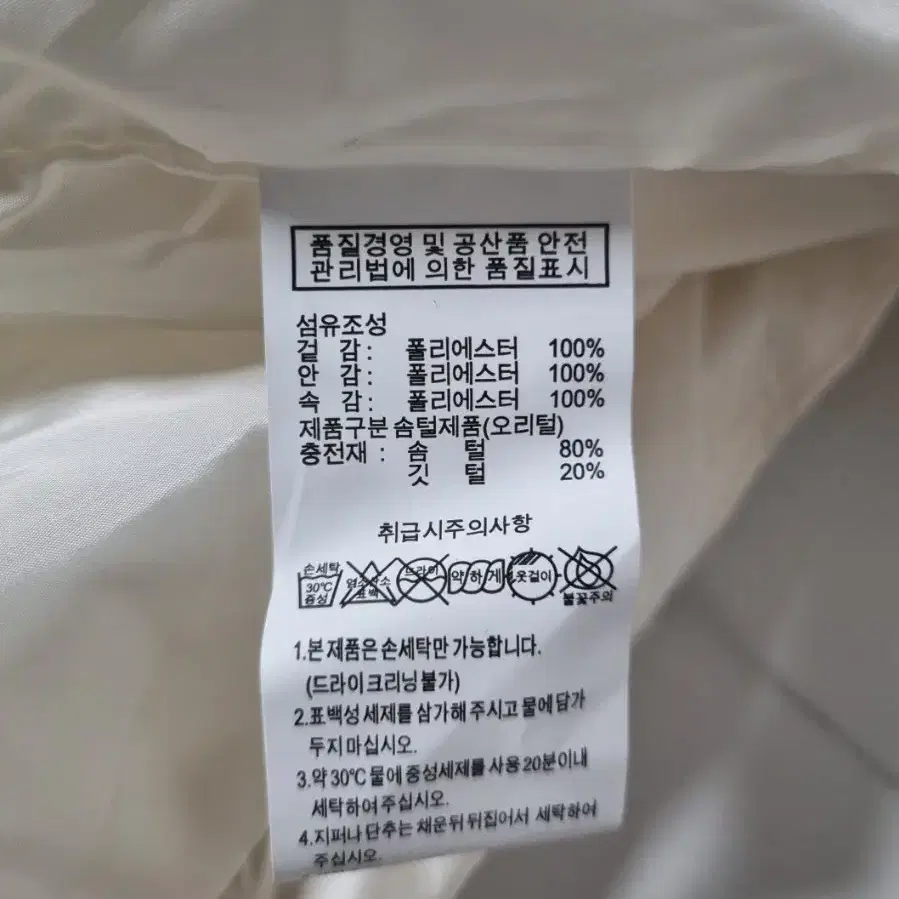 품질경영 및 공산품 안전
관리법에 의한 품질표시
섬유조성
겉 감 : 폴리에스터 100%
안 감 : 폴리에스터 100%
속 감 : 폴리에스터 100%
제품구분 솜털제품(오리털)
충전재 : 솜 털 80%
깃 털 20%
취급시주의사항
손세탁 30℃ 중성 염소산소 표백 드라이 약하게 옷걸이 불꽃주의
1.본 제품은 손세탁만 가능합니다.
(드라이크리닝불가)
2.표백성 세제를 삼가해 주시고 물에 담가
두지 마십시오.
3.약 30℃ 물에 중성세제를 사용 20분이내
세탁하여 주십시오.
4.지퍼나 단추는 채운뒤 뒤집어서 세탁하여
주십시오.